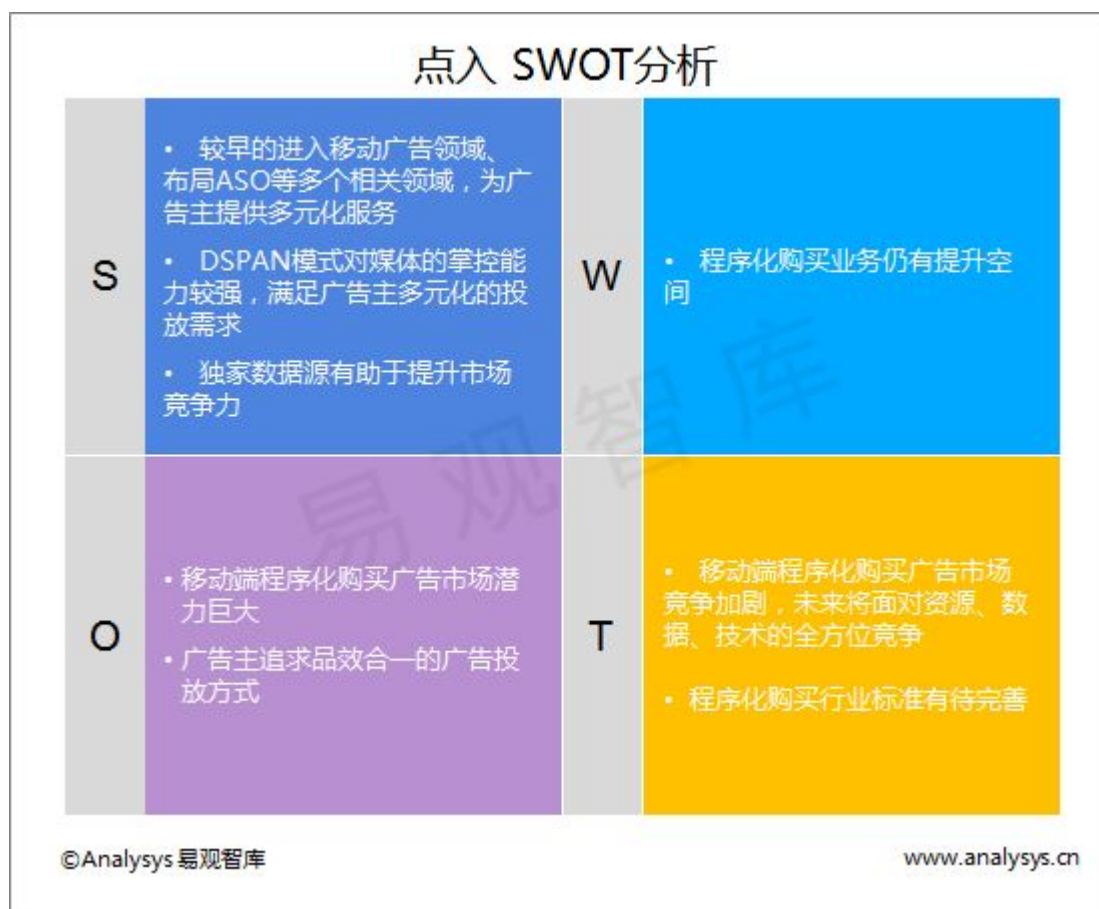 点入 SWOT分析
S
• 较早的进入移动广告领域、
布局ASO等多个相关领域，为广
告主提供多元化服务
• DSPAN模式对媒体的掌控能
力较强，满足广告主多元化的投
放需求
• 独家数据源有助于提升市场
竞争力
W
• 程序化购买业务仍有提升空
间
O
• 移动端程序化购买广告市场潜
力巨大
• 广告主追求品效合一的广告投
放方式
T
• 移动端程序化购买广告市场
竞争加剧，未来将面对资源、数
据、技术的全方位竞争
• 程序化购买行业标准有待完善
易观智库
©Analysys 易观智库
www.analysys.cn